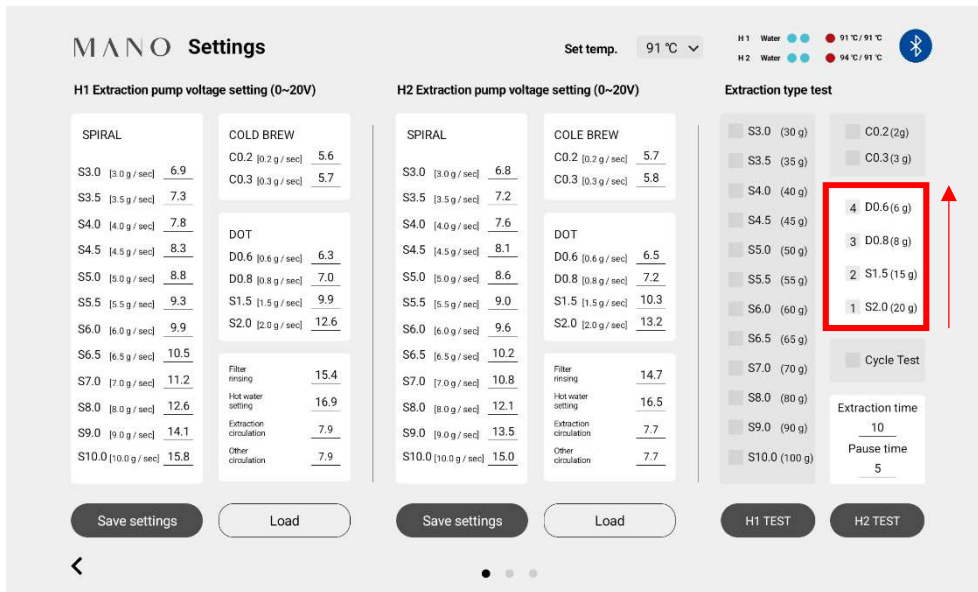 MANO Settings
Set temp. 91 ℃
H1 Water 91 ℃/ 91 ℃
H2 Water 94 ℃/ 91 ℃
H1 Extraction pump voltage setting (0~20V)
SPIRAL
S3.0 [3.0 g / sec] 6.9
S3.5 [3.5 g / sec] 7.3
S4.0 [4.0 g / sec] 7.8
S4.5 [4.5 g / sec] 8.3
S5.0 [5.0 g / sec] 8.8
S5.5 [5.5 g / sec] 9.3
S6.0 [6.0 g / sec] 9.9
S6.5 [6.5 g / sec] 10.5
S7.0 [7.0 g / sec] 11.2
S8.0 [8.0 g / sec] 12.6
S9.0 [9.0 g / sec] 14.1
S10.0 [10.0 g / sec] 15.8
COLD BREW
C0.2 [0.2 g / sec] 5.6
C0.3 [0.3 g / sec] 5.7
DOT
D0.6 [0.6 g / sec] 6.3
D0.8 [0.8 g / sec] 7.0
S1.5 [1.5 g / sec] 9.9
S2.0 [2.0 g / sec] 12.6
Filter
rinsing 15.4
Hot water
setting 16.9
Extraction
circulation 7.9
Other
circulation 7.9
Save settings
Load
H2 Extraction pump voltage setting (0~20V)
SPIRAL
S3.0 [3.0 g / sec] 6.8
S3.5 [3.5 g / sec] 7.2
S4.0 [4.0 g / sec] 7.6
S4.5 [4.5 g / sec] 8.1
S5.0 [5.0 g / sec] 8.6
S5.5 [5.5 g / sec] 9.0
S6.0 [6.0 g / sec] 9.6
S6.5 [6.5 g / sec] 10.2
S7.0 [7.0 g / sec] 10.8
S8.0 [8.0 g / sec] 12.1
S9.0 [9.0 g / sec] 13.5
S10.0 [10.0 g / sec] 15.0
COLE BREW
C0.2 [0.2 g / sec] 5.7
C0.3 [0.3 g / sec] 5.8
DOT
D0.6 [0.6 g / sec] 6.5
D0.8 [0.8 g / sec] 7.2
S1.5 [1.5 g / sec] 10.3
S2.0 [2.0 g / sec] 13.2
Filter
rinsing 14.7
Hot water
setting 16.5
Extraction
circulation 7.7
Other
circulation 7.7
Save settings
Load
Extraction type test
S3.0 (30 g)
S3.5 (35 g)
S4.0 (40 g)
S4.5 (45 g)
S5.0 (50 g)
S5.5 (55 g)
S6.0 (60 g)
S6.5 (65 g)
S7.0 (70 g)
S8.0 (80 g)
S9.0 (90 g)
S10.0 (100 g)
C0.2(2g)
C0.3(3 g)
4 D0.6(6 g)
3 D0.8(8 g)
2 S1.5 (15 g)
1 S2.0 (20 g)
Cycle Test
Extraction time
10
Pause time
5
H1 TEST
H2 TEST